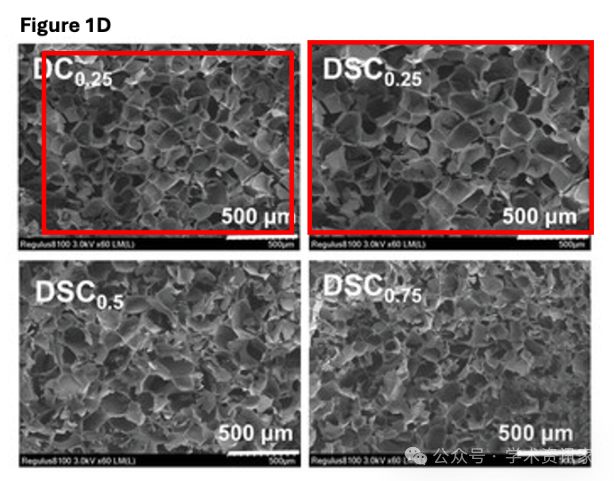 Figure 1D
DC0.25
DSC0.25
500 μm
500 μm
Regulus8100 3.0kV x60 LM(L)
500μm
Regulus8100 3.0kV x60 LM(L)
500μm
DSC0.5
DSC0.75
500 μm
500 μm
Regulus8100 3.0kV x60 LM(L)
500μm
Regulus8100 3.0kV x60 LM(L)
公众号 · 学术资讯家